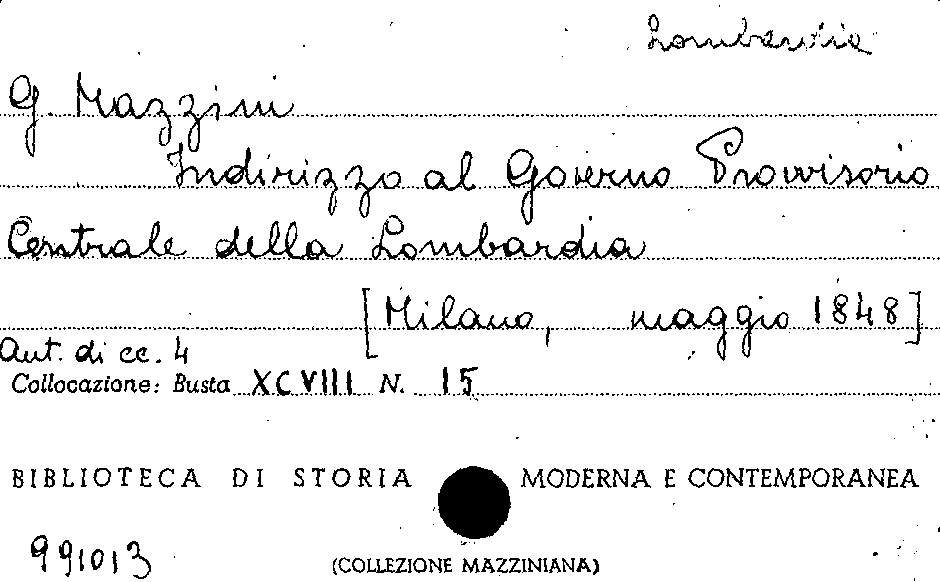 Lombardia
G. Mazzini
Indirizzo al Governo Provvisorio
Centrale della Lombardia
[Milano, maggio 1848]
Aut. di cc. 4
Collocazione: Busta XCVIII N. 15
BIBLIOTECA DI STORIA MODERNA E CONTEMPORANEA
991013
(COLLEZIONE MAZZINIANA)